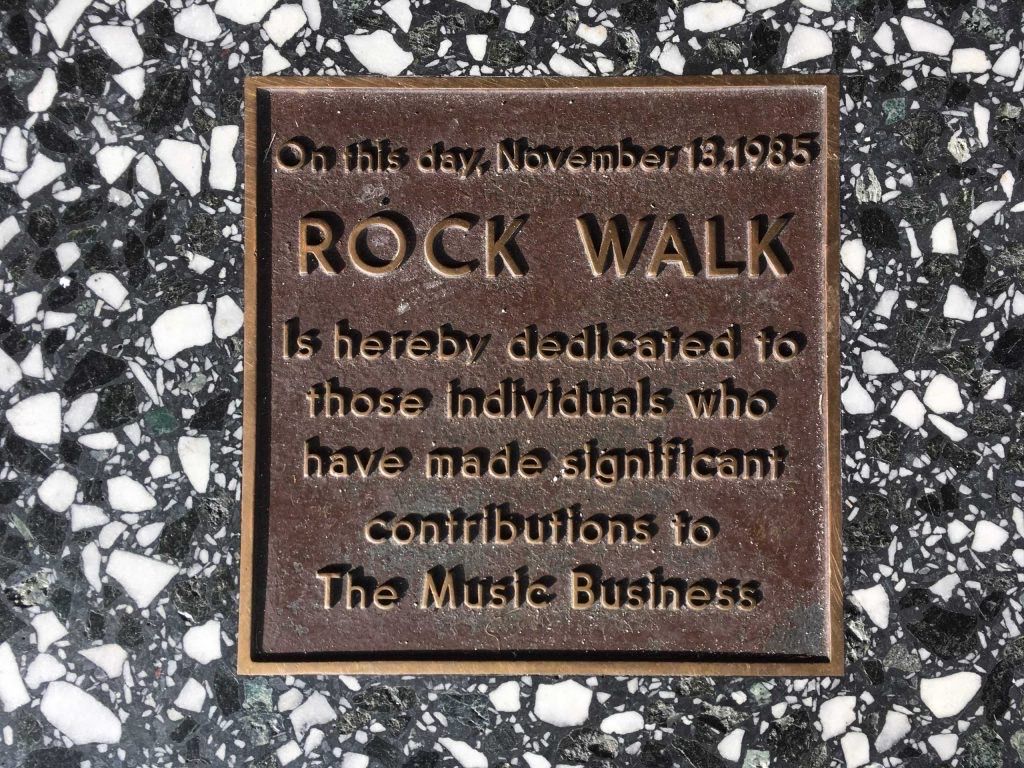 On this day, November 13, 1985
ROCK WALK
Is hereby dedicated to
those individuals who
have made significant
contributions to
The Music Business